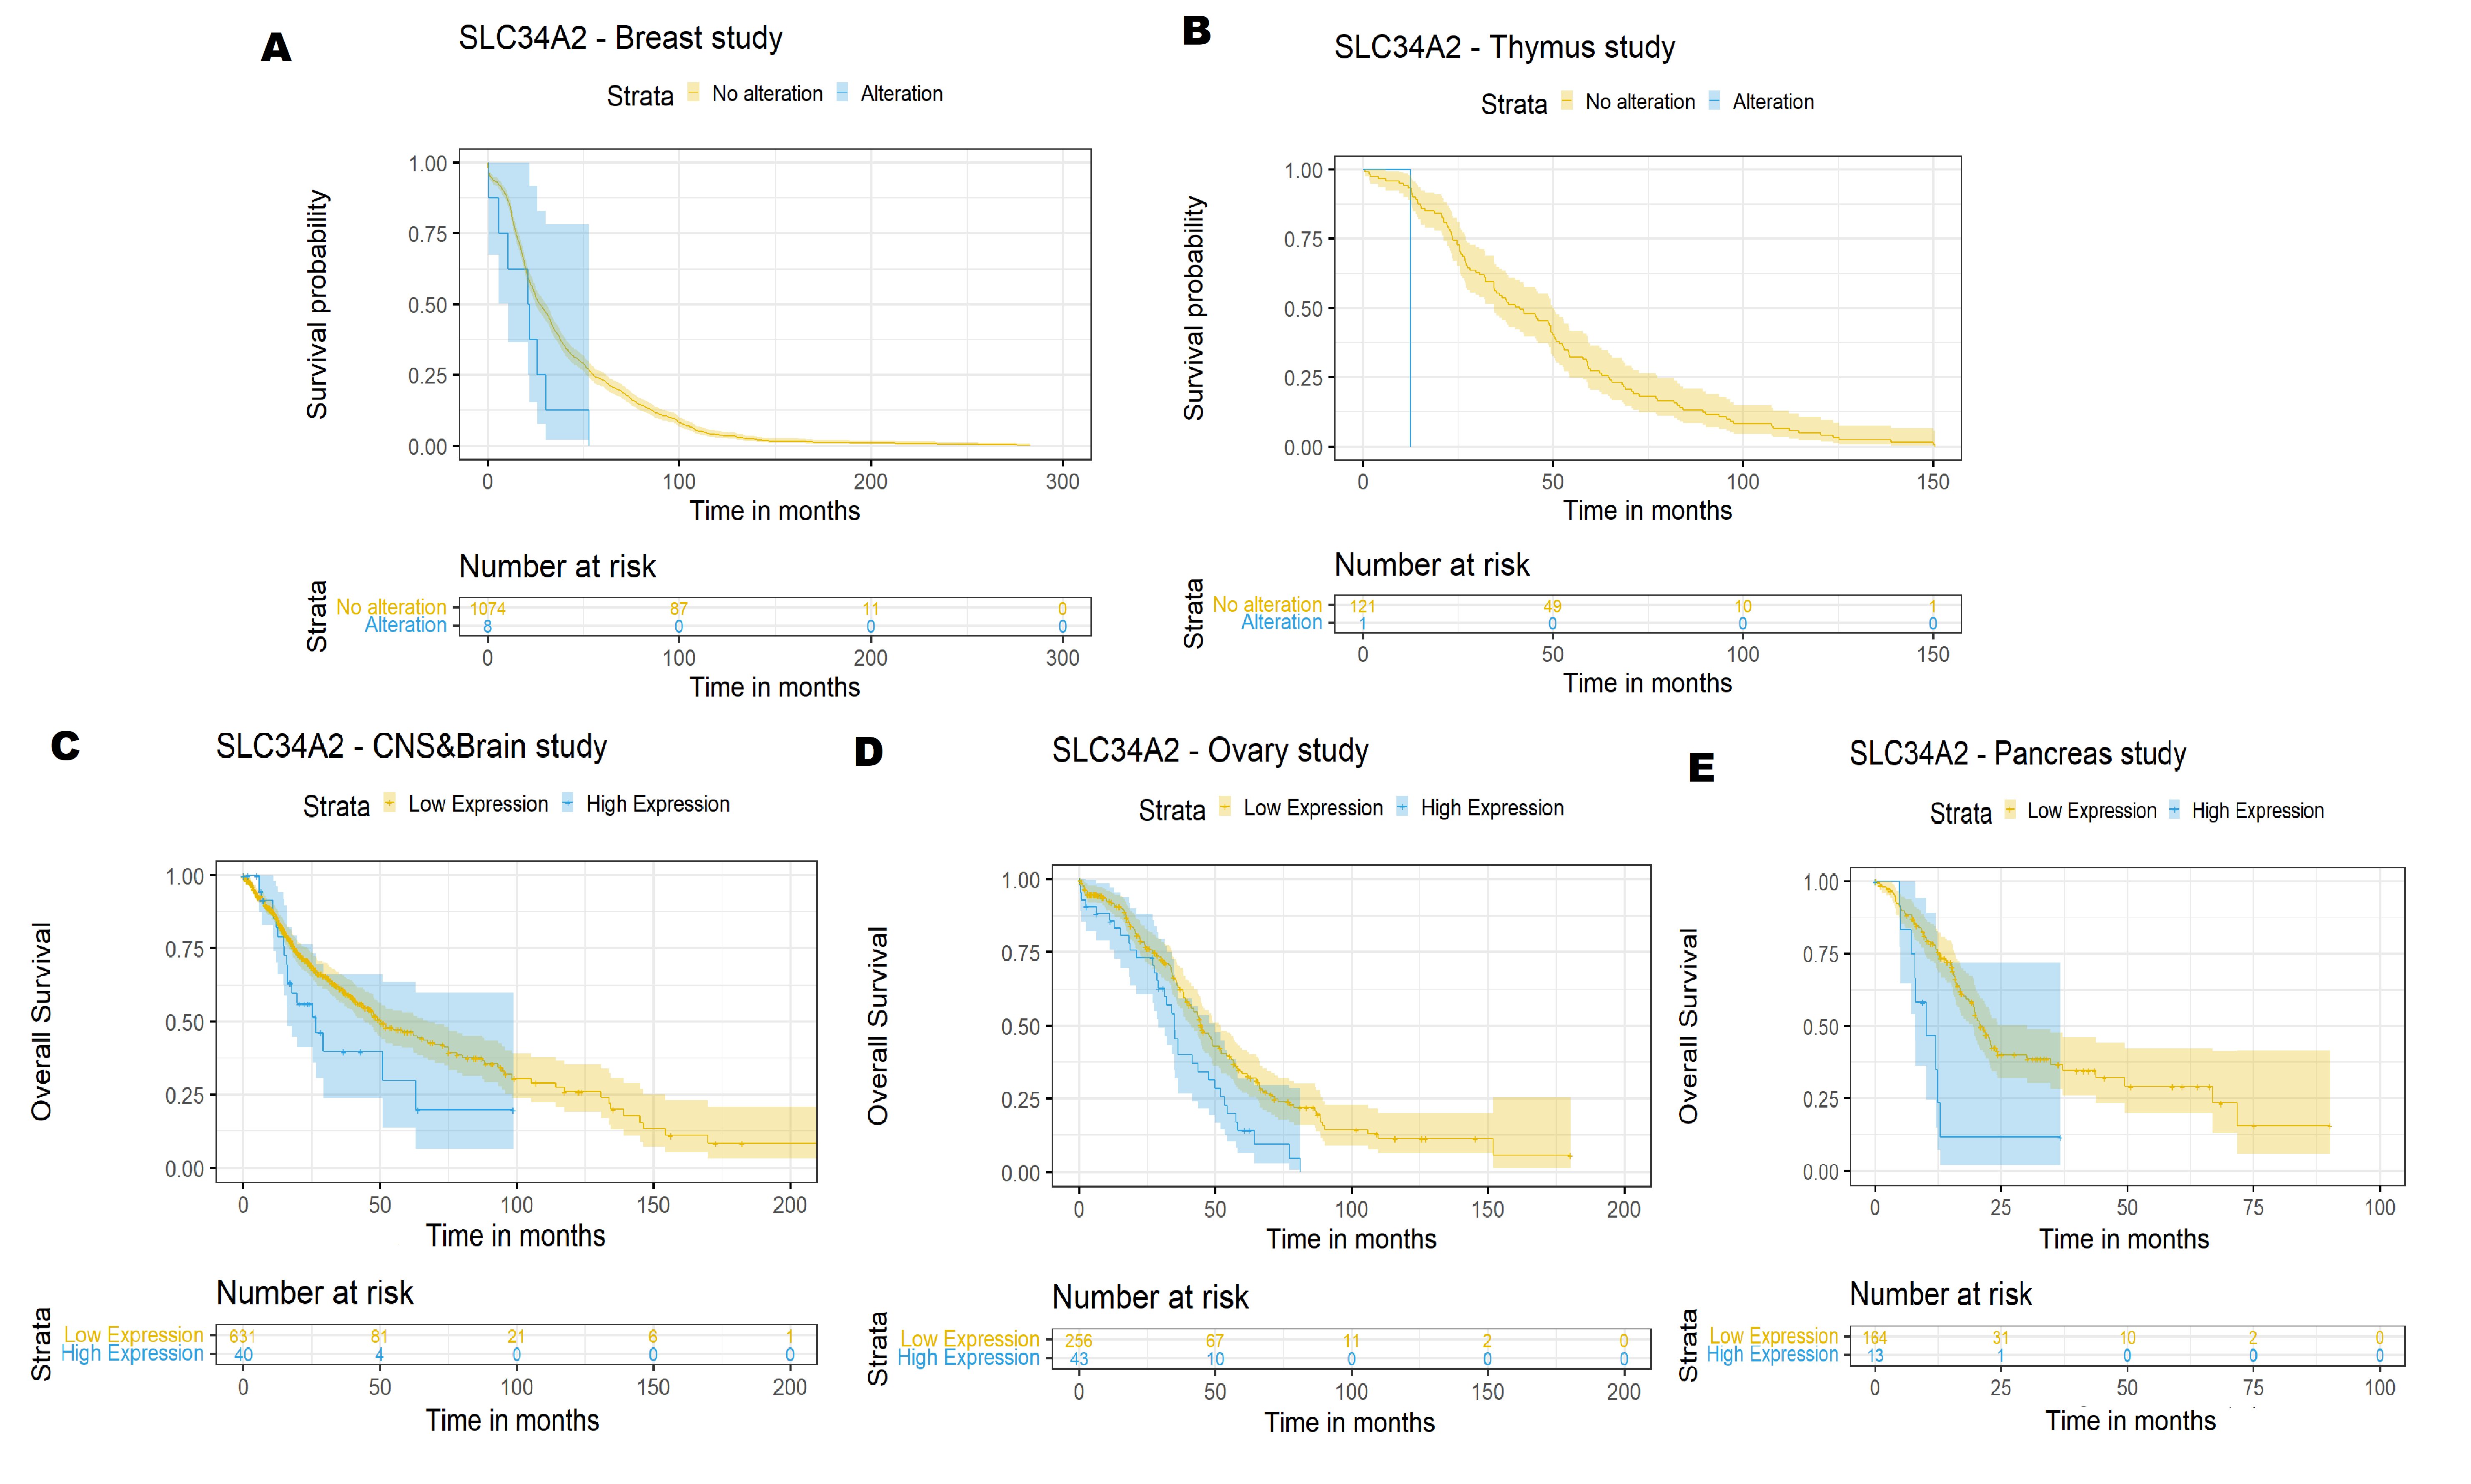 A
SLC34A2 - Breast study
Strata No alteration Alteration
Survival probability
1.00
0.75
0.50
0.25
0.00
0 100 200 300
Time in months
Number at risk
Strata
No alteration 1074 87 11 0
Alteration 8 0 0 0
0 100 200 300
Time in months
B
SLC34A2 - Thymus study
Strata No alteration Alteration
Survival probability
1.00
0.75
0.50
0.25
0.00
0 50 100 150
Time in months
Number at risk
Strata
No alteration 121 49 10 1
Alteration 1 0 0 0
0 50 100 150
Time in months
C
SLC34A2 - CNS&Brain study
Strata Low Expression High Expression
Overall Survival
1.00
0.75
0.50
0.25
0.00
0 50 100 150 200
Time in months
Number at risk
Strata
Low Expression 631 81 21 6 1
High Expression 40 4 0 0 0
0 50 100 150 200
Time in months
D
SLC34A2 - Ovary study
Strata Low Expression High Expression
Overall Survival
1.00
0.75
0.50
0.25
0.00
0 50 100 150 200
Time in months
Number at risk
Strata
Low Expression 256 67 11 2 0
High Expression 43 10 0 0 0
0 50 100 150 200
Time in months
E
SLC34A2 - Pancreas study
Strata Low Expression High Expression
Overall Survival
1.00
0.75
0.50
0.25
0.00
0 25 50 75 100
Time in months
Number at risk
Strata
Low Expression 164 31 10 2 0
High Expression 13 1 0 0 0
0 25 50 75 100
Time in months